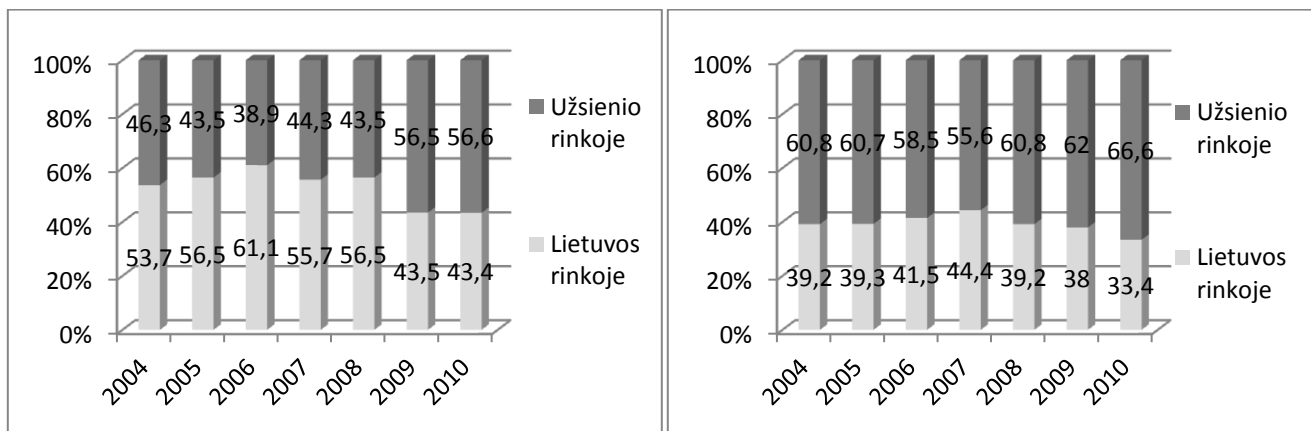 100%
80%
60%
40%
20%
0%
46,3 43,5 38,9 44,3 43,5 56,5 56,6
53,7 56,5 61,1 55,7 56,5 43,5 43,4
2004 2005 2006 2007 2008 2009 2010
Užsienio
rinkoje
Lietuvos
rinkoje
100%
80%
60%
40%
20%
0%
60,8 60,7 58,5 55,6 60,8 62 66,6
39,2 39,3 41,5 44,4 39,2 38 33,4
2004 2005 2006 2007 2008 2009 2010
Užsienio
rinkoje
Lietuvos
rinkoje